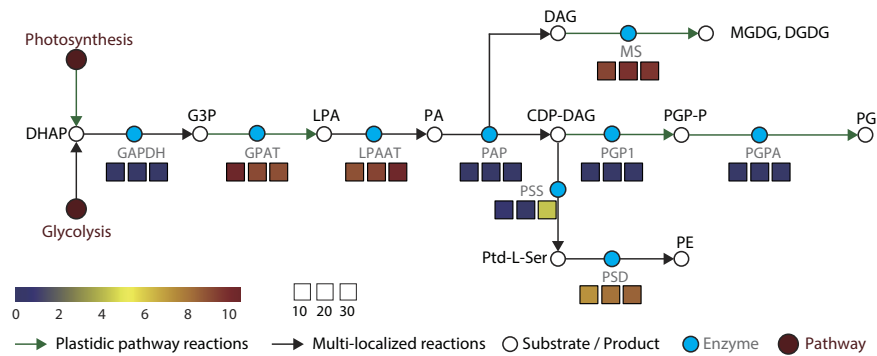 DAG
Photosynthesis
MGDG, DGDG
MS
G3P
LPA
PA
CDP-DAG
PGP-P
PG
DHAP
GAPDH
GPAT
LPAAT
PAP
PGP1
PGPA
PSS
Glycolysis
Ptd-L-Ser
PE
PSD
0 2 4 6 8 10
10 20 30
Plastidic pathway reactions
Multi-localized reactions
Substrate / Product
Enzyme
Pathway